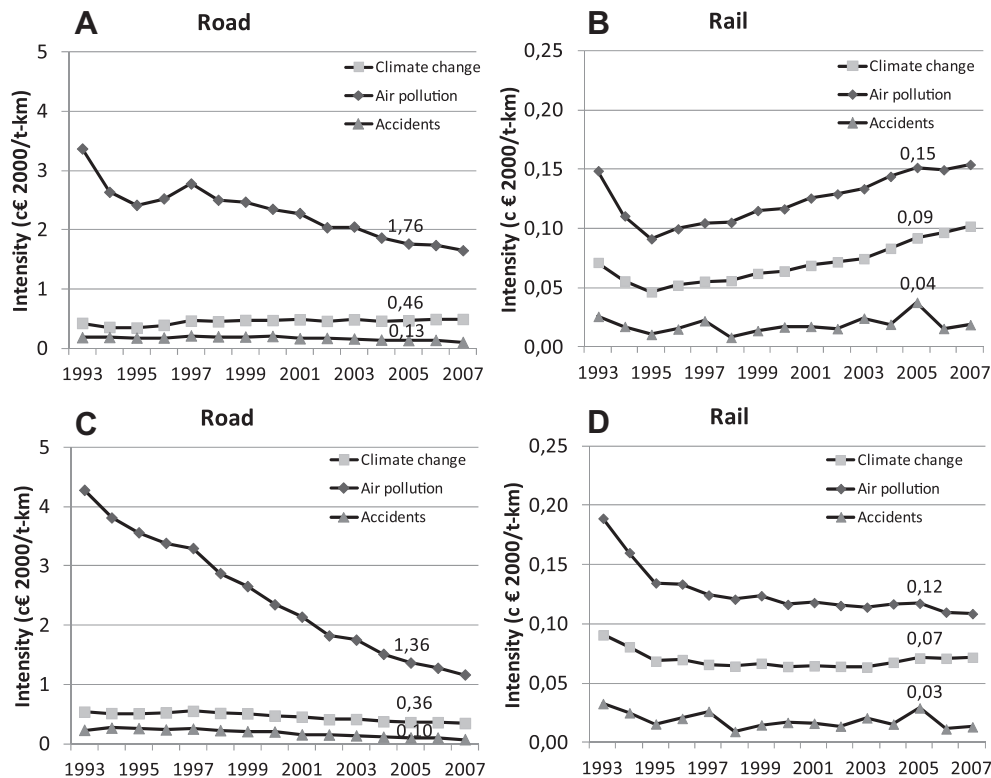 A
Road
Intensity (c€ 2000/t-km)
5
4
3
2
1
0
Climate change
Air pollution
Accidents
1,76
0,46
0,13
1993 1995 1997 1999 2001 2003 2005 2007
B
Rail
Intensity (c € 2000/t-km)
0,25
0,20
0,15
0,10
0,05
0,00
Climate change
Air pollution
Accidents
0,15
0,09
0,04
1993 1995 1997 1999 2001 2003 2005 2007
C
Road
Intensity (c€ 2000/t-km)
5
4
3
2
1
0
Climate change
Air pollution
Accidents
1,36
0,36
0,10
1993 1995 1997 1999 2001 2003 2005 2007
D
Rail
Intensity (c € 2000/t-km)
0,25
0,20
0,15
0,10
0,05
0,00
Climate change
Air pollution
Accidents
0,12
0,07
0,03
1993 1995 1997 1999 2001 2003 2005 2007